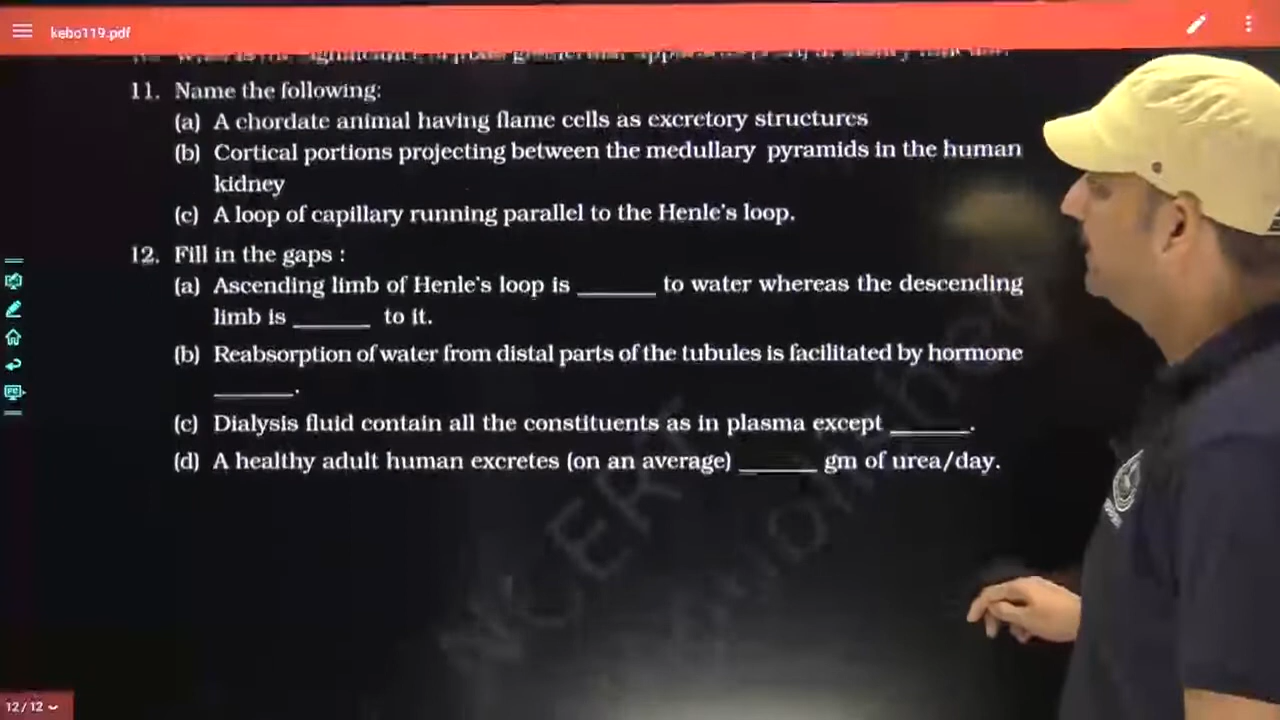 kebo119.pdf
11. Name the following:
(a) A chordate animal having flame cells as excretory structures
(b) Cortical portions projecting between the medullary pyramids in the human
kidney
(c) A loop of capillary running parallel to the Henle's loop.
12. Fill in the gaps :
(a) Ascending limb of Henle's loop is _______ to water whereas the descending
limb is _______ to it.
(b) Reabsorption of water from distal parts of the tubules is facilitated by hormone
_______.
(c) Dialysis fluid contain all the constituents as in plasma except _______.
(d) A healthy adult human excretes (on an average) _______ gm of urea/day.
NCERT
12 / 12